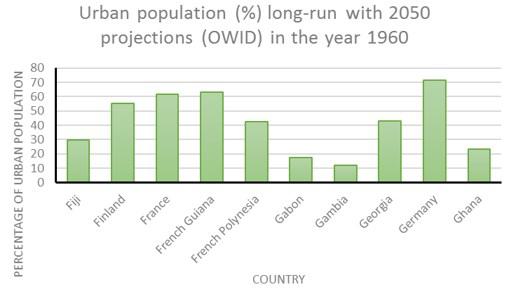 Urban population (%) long-run with 2050
projections (OWID) in the year 1960
PERCENTAGE OF URBAN POPULATION
80
70
60
50
40
30
20
10
0
Fiji
Finland
France
French Guiana
French Polynesia
Gabon
Gambia
Georgia
Germany
Ghana
COUNTRY